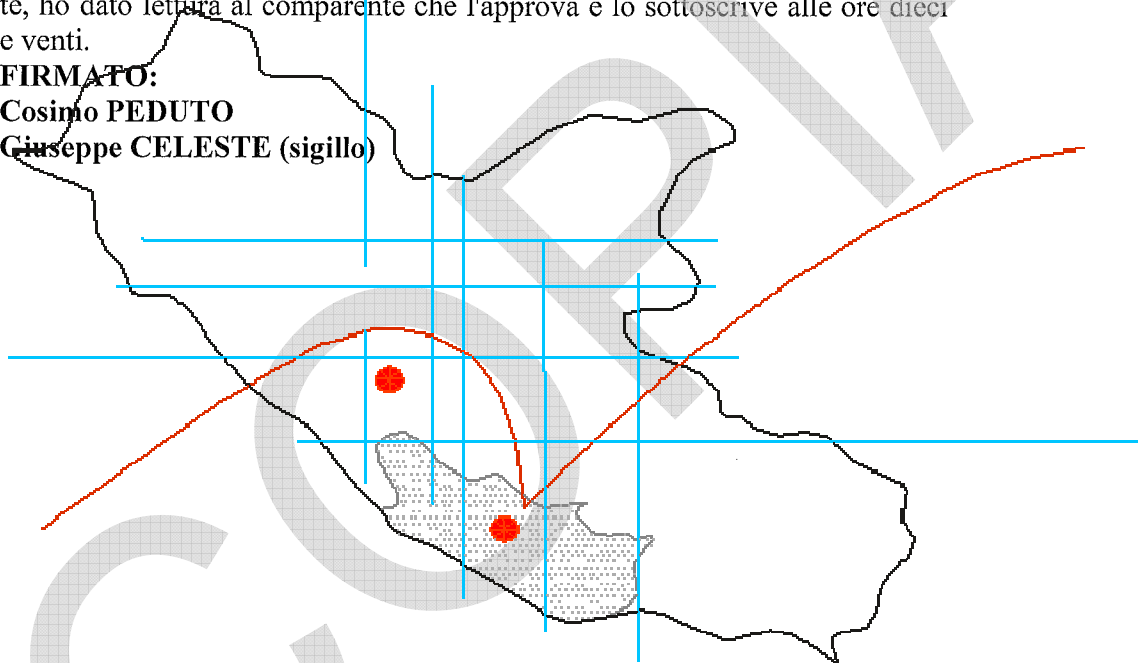 te, ho dato lettura al comparente che l'approva e lo sottoscrive alle ore dieci
e venti.
FIRMATO:
Cosimo PEDUTO
Giuseppe CELESTE (sigillo)
COPIA